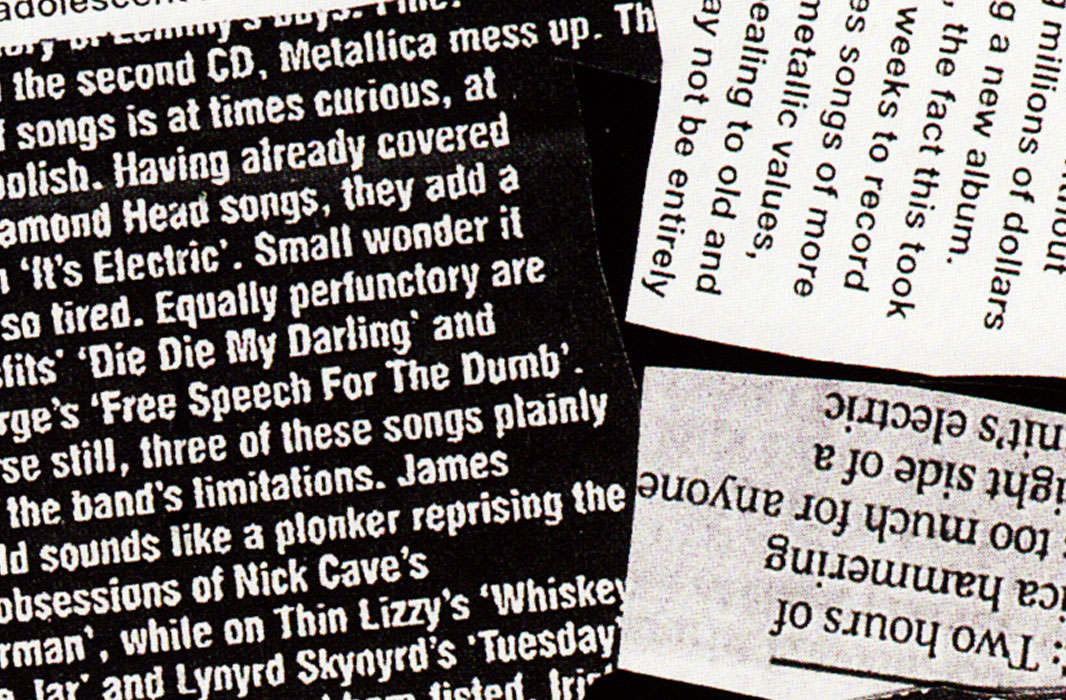 adolescent
the second CD, Metallica mess up. Th
songs is at times curious, at
oolish. Having already covered
amond Head songs, they add a
'It's Electric'. Small wonder it
so tired. Equally perfunctory are
fits' 'Die Die My Darling' and
rge's 'Free Speech For The Dumb'.
rse still, three of these songs plainly
the band's limitations. James
ld sounds like a plonker reprising the
obsessions of Nick Cave's
rman', while on Thin Lizzy's 'Whiskey
Jar' and Lynyrd Skynyrd's 'Tuesday'
listed.
millions of dollars
g a new album.
, the fact this took
weeks to record
es songs of more
metallic values,
ealing to old and
ay not be entirely
Two hours of
ica hammering
too much for anyone
ight side of a
nit's electric